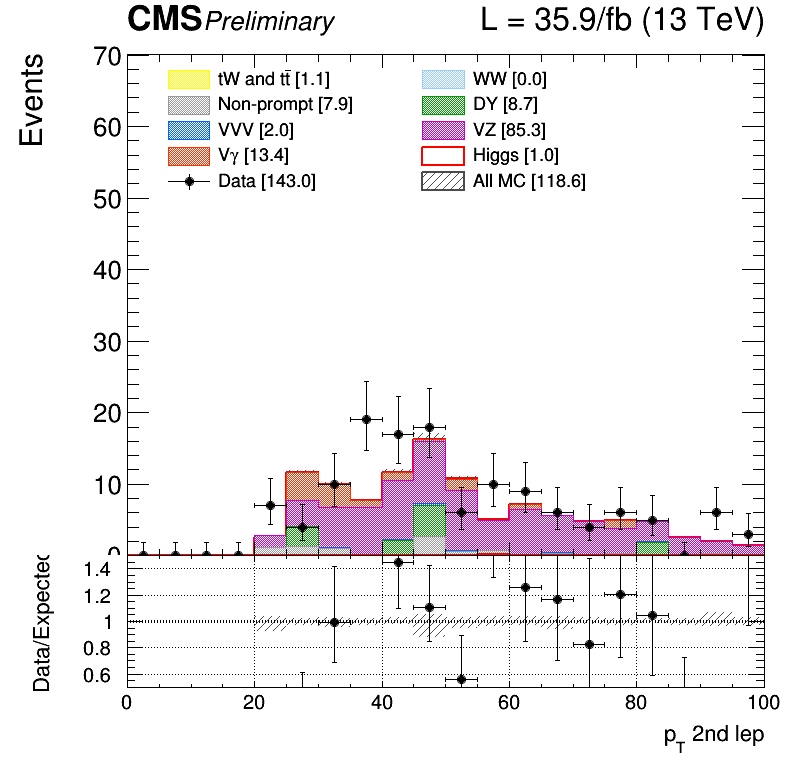 CMS Preliminary L = 35.9/fb (13 TeV)
Events
70
60
50
40
30
20
10
0
tW and tt̄ [1.1]
Non-prompt [7.9]
VVV [2.0]
Vγ [13.4]
Data [143.0]
WW [0.0]
DY [8.7]
VZ [85.3]
Higgs [1.0]
All MC [118.6]
Data/Expected
1.4
1.2
1
0.8
0.6
0 20 40 60 80 100
p_T 2nd lep